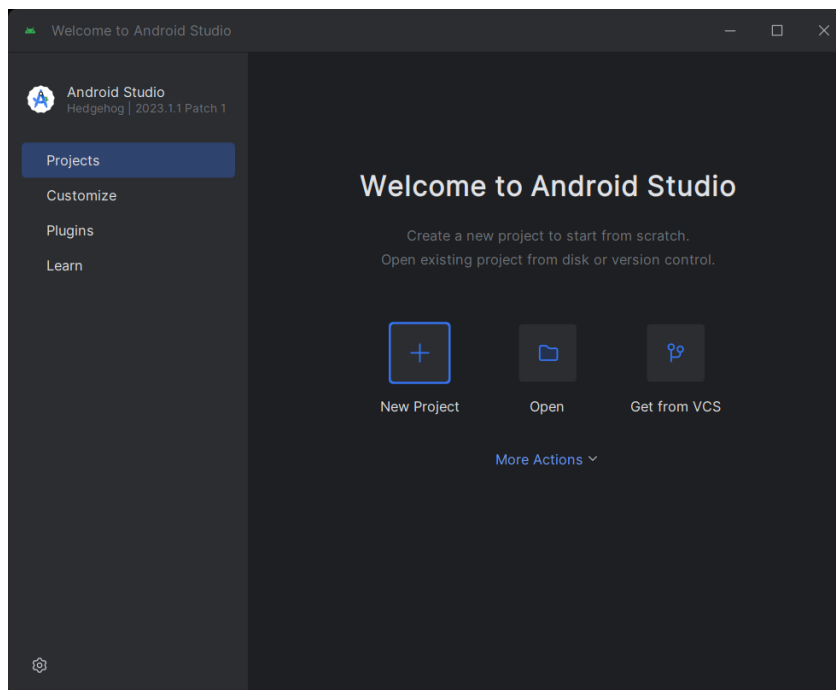 Welcome to Android Studio
Android Studio
Hedgehog | 2023.1.1 Patch 1
Projects
Customize
Plugins
Learn
Welcome to Android Studio
Create a new project to start from scratch.
Open existing project from disk or version control.
New Project
Open
Get from VCS
More Actions